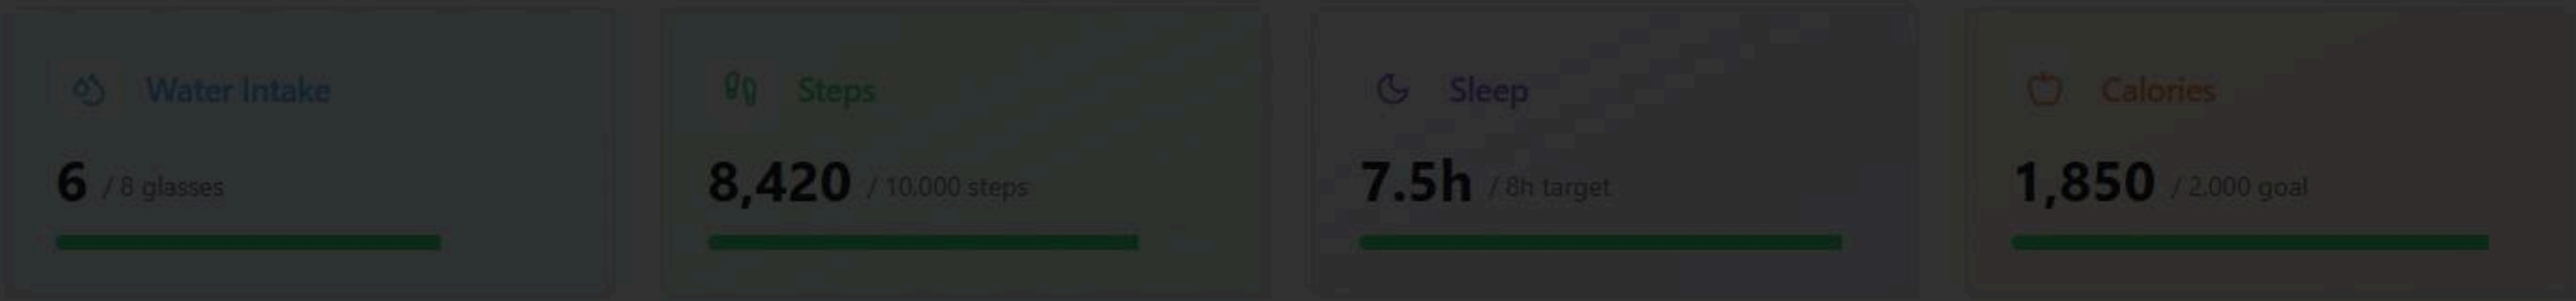 Water Intake
6 / 8 glasses
Steps
8,420 / 10,000 steps
Sleep
7.5h / 8h target
Calories
1,850 / 2,000 goal